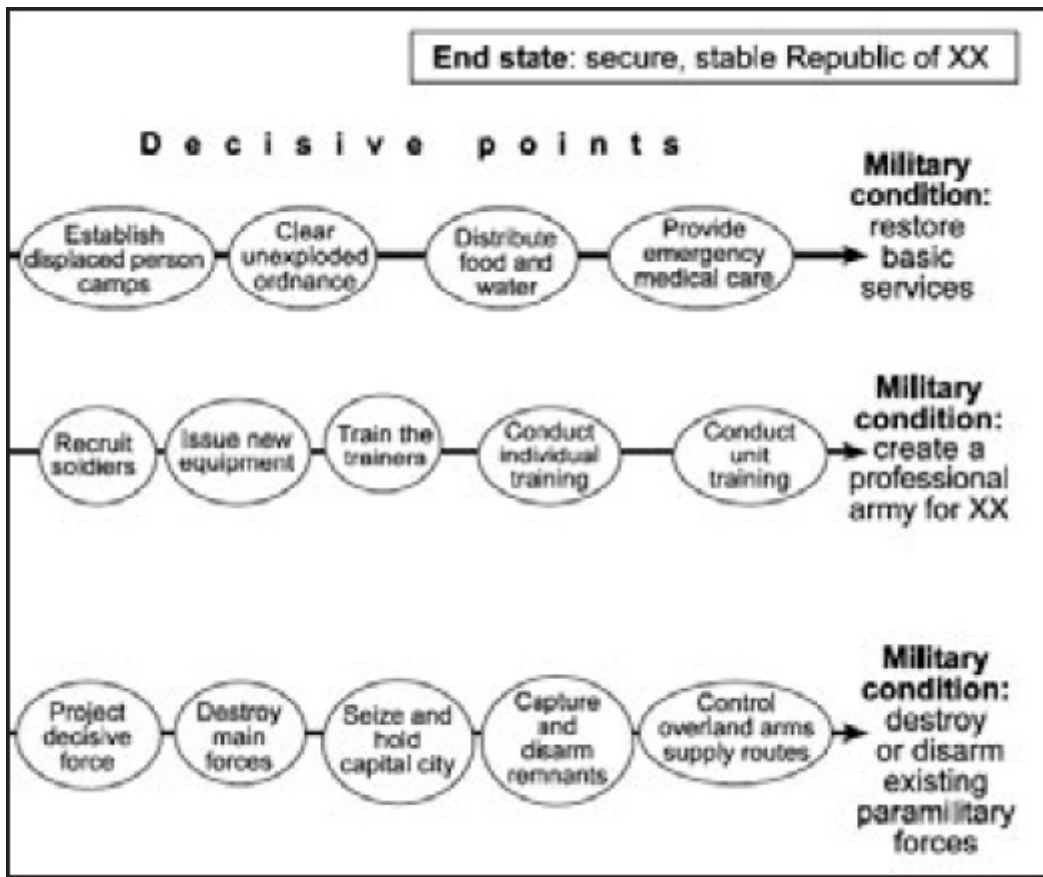 End state: secure, stable Republic of XX
Decisive points
Establish
displaced person
camps
Clear
unexploded
ordnance
Distribute
food and
water
Provide
emergency
medical care
Military
condition:
restore
basic
services
Recruit
soldiers
Issue new
equipment
Train the
trainers
Conduct
individual
training
Conduct
unit
training
Military
condition:
create a
professional
army for XX
Project
decisive
force
Destroy
main
forces
Seize and
hold
capital city
Capture
and
disarm
remnants
Control
overland arms
supply routes
Military
condition:
destroy
or disarm
existing
paramilitary
forces